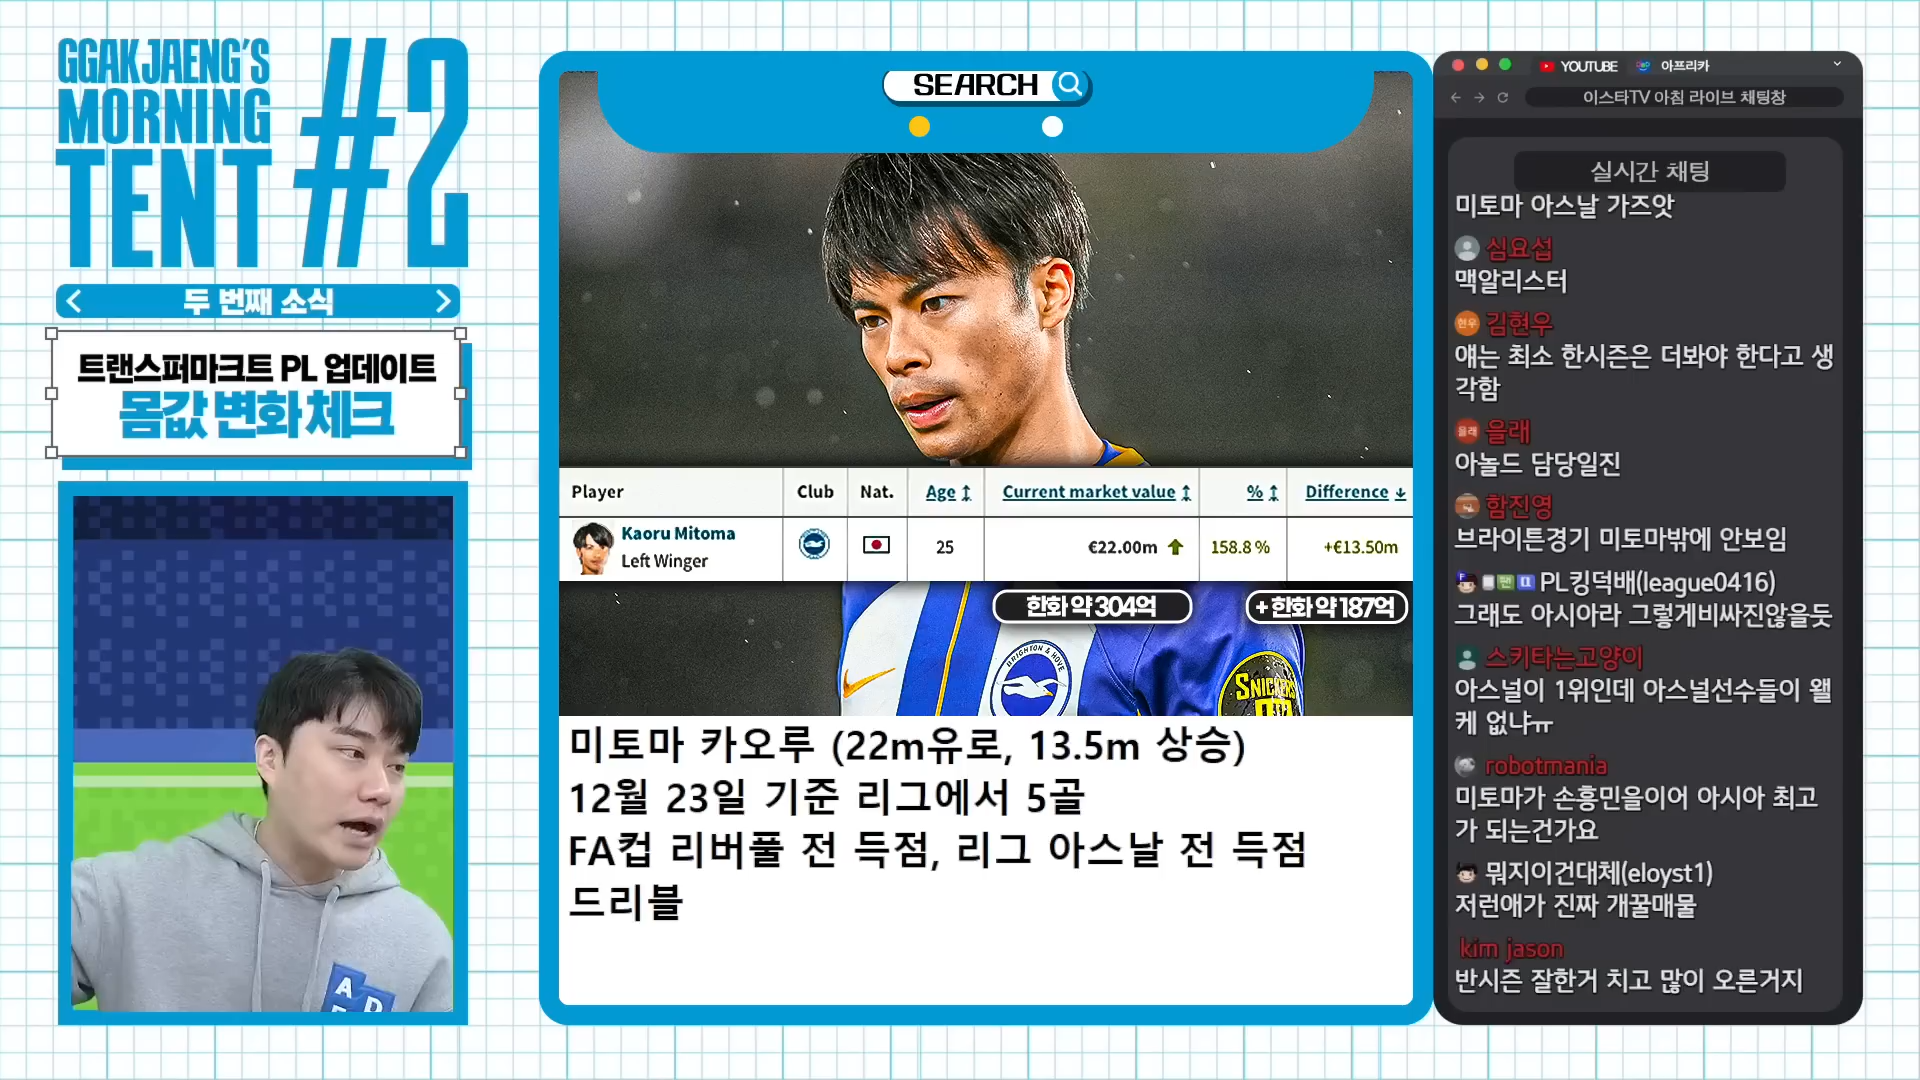 GGAKJAENG'S
MORNING
TENT
#2
두 번째 소식
트랜스퍼마크트 PL 업데이트
몸값 변화 체크
SEARCH
Player Club Nat. Age Current market value % Difference
Kaoru Mitoma
Left Winger
25 €22.00m 158.8 % +€13.50m
한화 약 304억
+ 한화 약 187억
BRIGHTON & HOVE
SNICKERS
미토마 카오루 (22m유로, 13.5m 상승)
12월 23일 기준 리그에서 5골
FA컵 리버풀 전 득점, 리그 아스날 전 득점
드리블
YOUTUBE 아프리카
이스타TV 아침 라이브 채팅창
실시간 채팅
미토마 아스날 가즈앗
심요섭
맥알리스터
현우 김현우
얘는 최소 한시즌은 더봐야 한다고 생
각함
을래 을래
아놀드 담당일진
함진영
브라이튼경기 미토마밖에 안보임
PL킹덕배(league0416)
그래도 아시아라 그렇게비싸진않을듯
스키타는고양이
아스널이 1위인데 아스널선수들이 왤
케 없냐ㅠ
robotmania
미토마가 손흥민을이어 아시아 최고
가 되는건가요
뭐지이건대체(eloyst1)
저런애가 진짜 개꿀매물
kim jason
반시즌 잘한거 치고 많이 오른거지